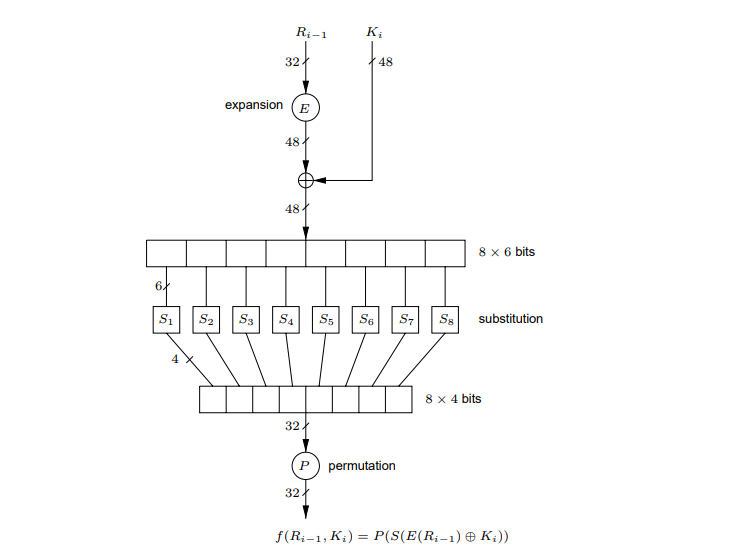 R_{i−1} K_i
32 48
expansion E
48
48
8 × 6 bits
6
S_1 S_2 S_3 S_4 S_5 S_6 S_7 S_8 substitution
4
8 × 4 bits
32
P permutation
32
f(R_{i−1}, K_i) = P(S(E(R_{i−1}) ⊕ K_i))